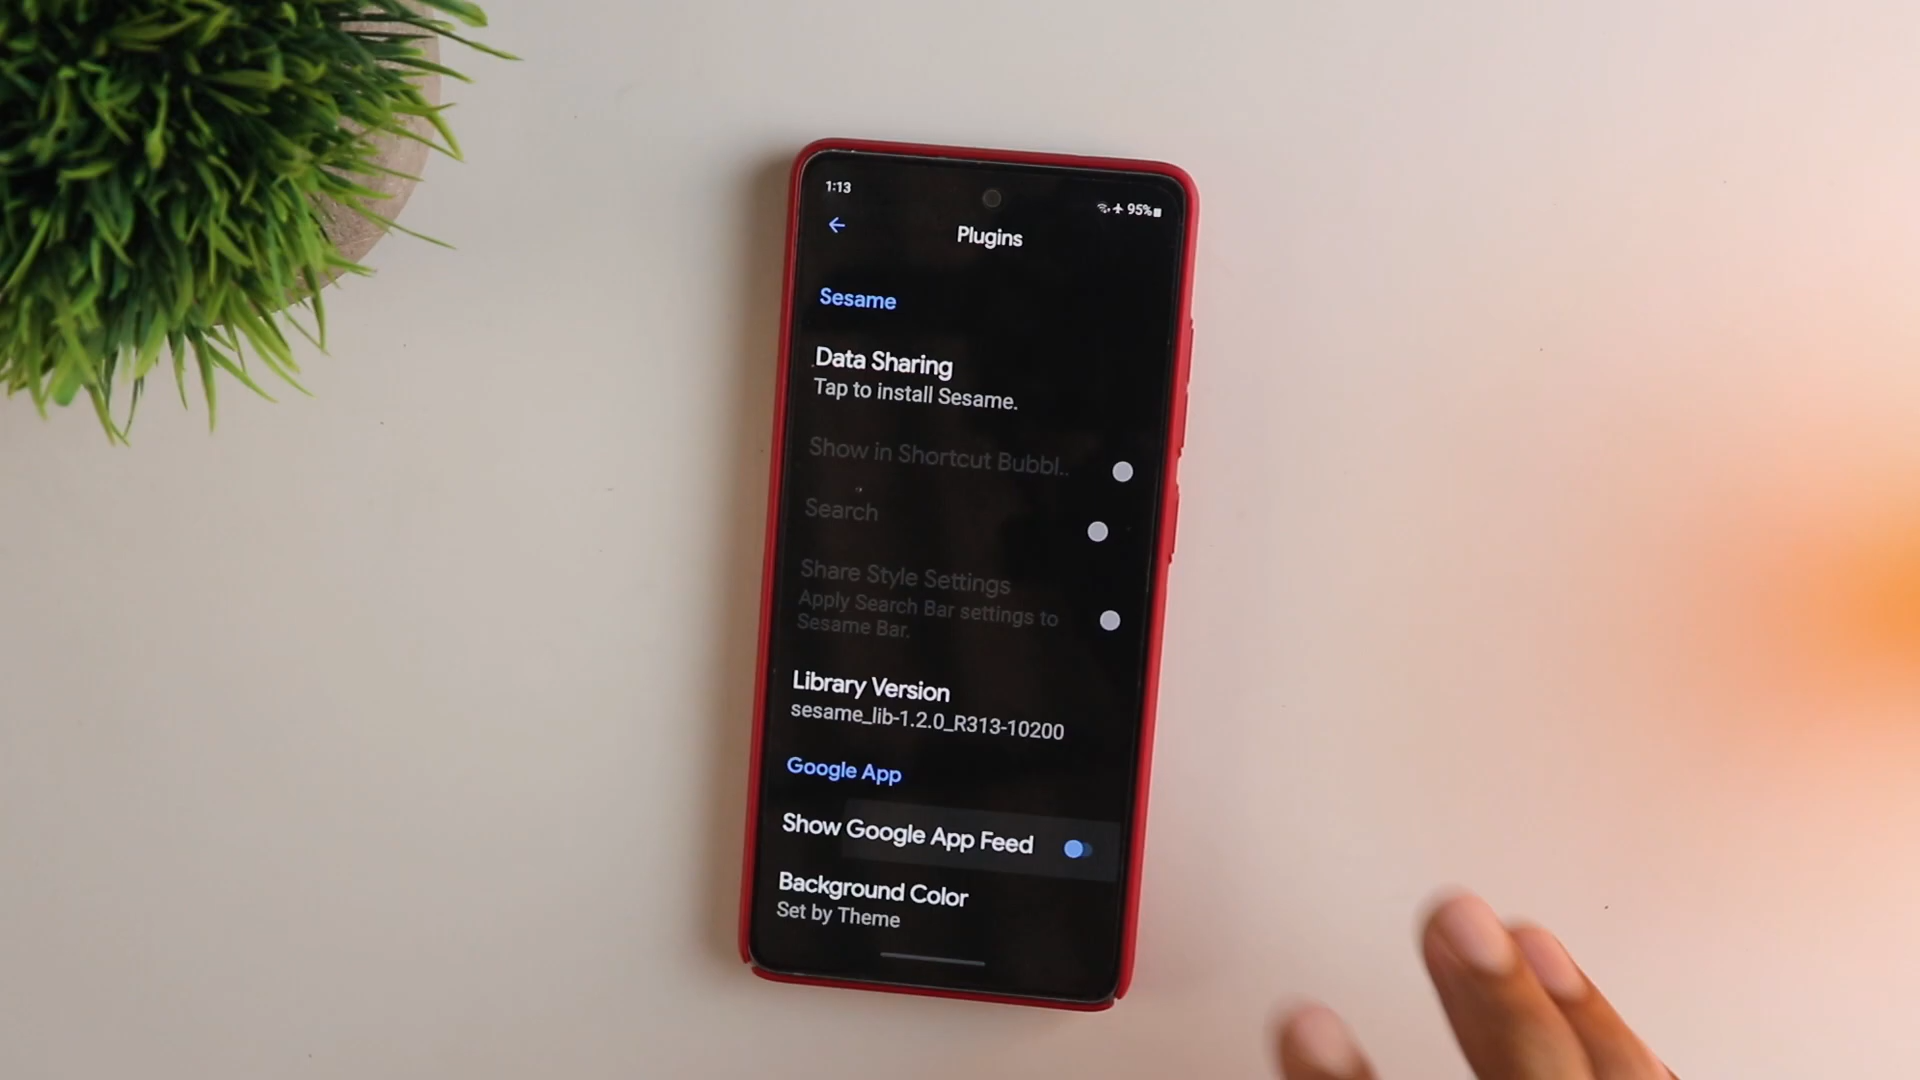 1:13
95%
Plugins
Sesame
Data Sharing
Tap to install Sesame.
Show in Shortcut Bubbl..
Search
Share Style Settings
Apply Search Bar settings to
Sesame Bar.
Library Version
sesame_lib-1.2.0_R313-10200
Google App
Show Google App Feed
Background Color
Set by Theme